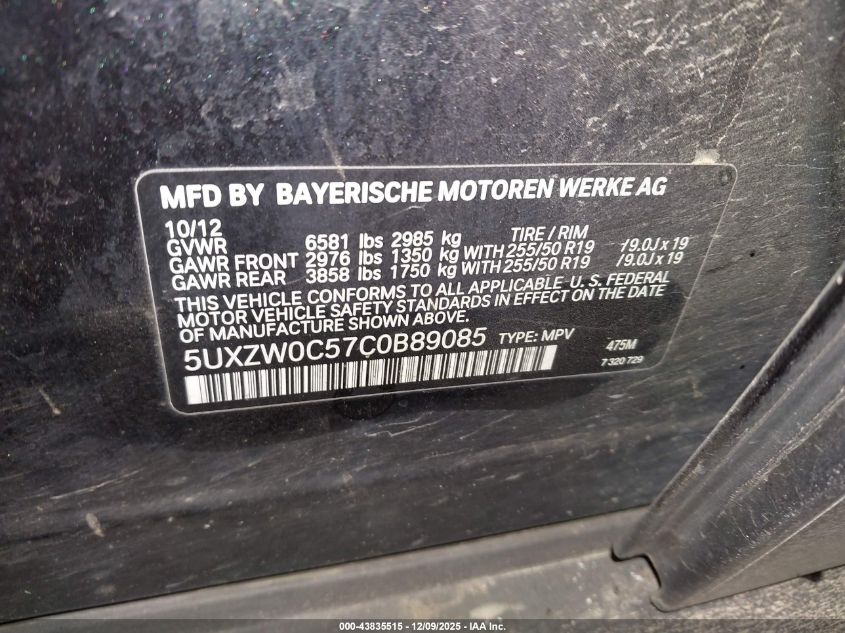 MFD BY BAYERISCHE MOTOREN WERKE AG
10/12 TIRE / RIM
GVWR 6581 lbs 2985 kg
GAWR FRONT 2976 lbs 1350 kg WITH 255/50 R19 /9.0J x 19
GAWR REAR 3858 lbs 1750 kg WITH 255/50 R19 /9.0J x 19
THIS VEHICLE CONFORMS TO ALL APPLICABLE U. S. FEDERAL
MOTOR VEHICLE SAFETY STANDARDS IN EFFECT ON THE DATE
OF MANUFACTURE SHOWN ABOVE.
5UXZW0C57C0B89085 TYPE: MPV 475M
7 320 729
000-43835515 - 12/09/2025 - IAA Inc.